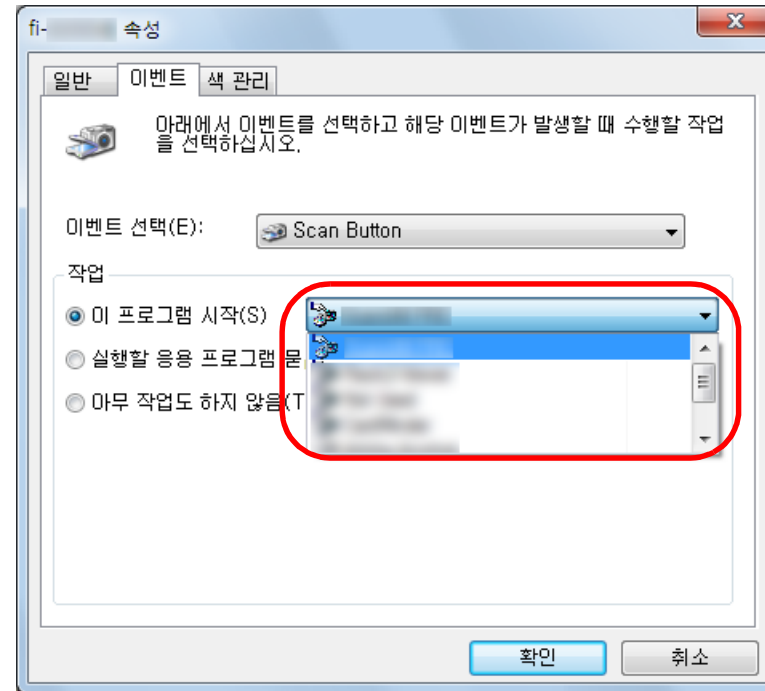 fi- 속성
일반 이벤트 색 관리
아래에서 이벤트를 선택하고 해당 이벤트가 발생할 때 수행할 작업
을 선택하십시오.
이벤트 선택(E): Scan Button
작업
이 프로그램 시작(S)
실행할 응용 프로그램 묻
아무 작업도 하지 않음(T
확인 취소